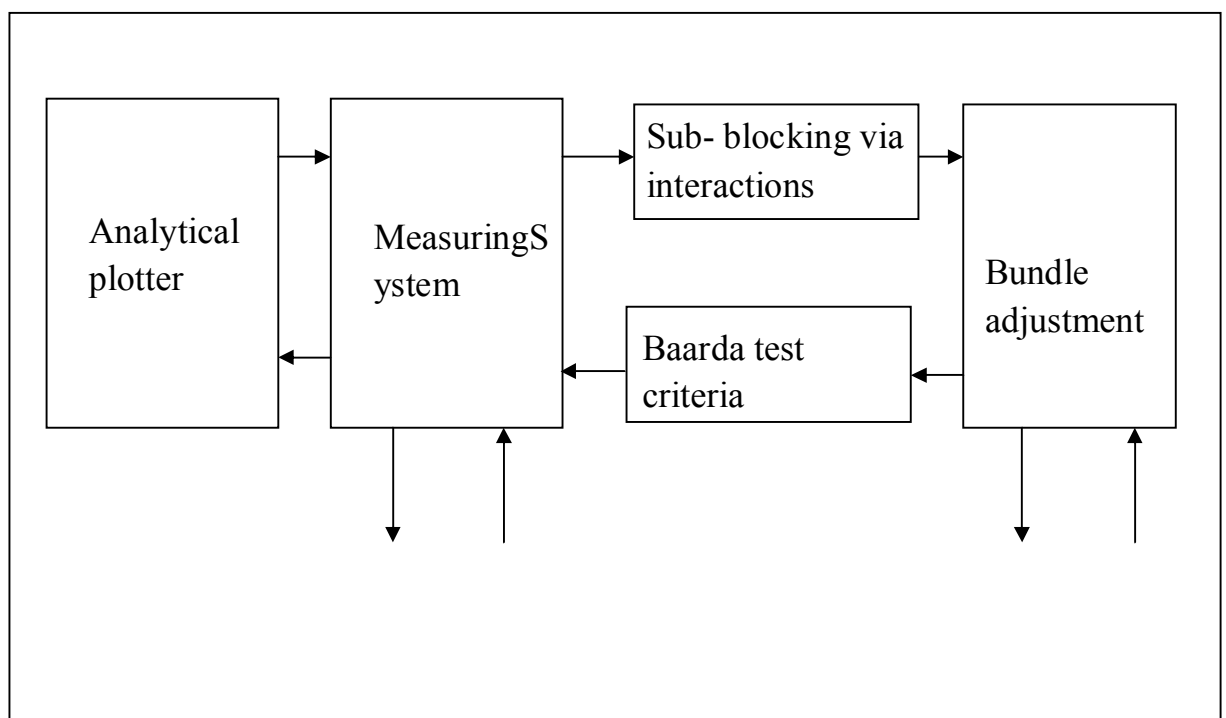 Analytical
plotter
MeasuringS
ystem
Sub- blocking via
interactions
Baarda test
criteria
Bundle
adjustment